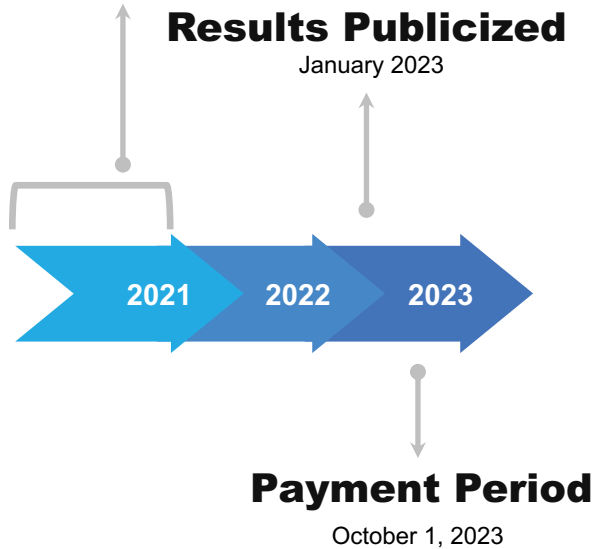 Results Publicized
January 2023
2021
2022
2023
Payment Period
October 1, 2023